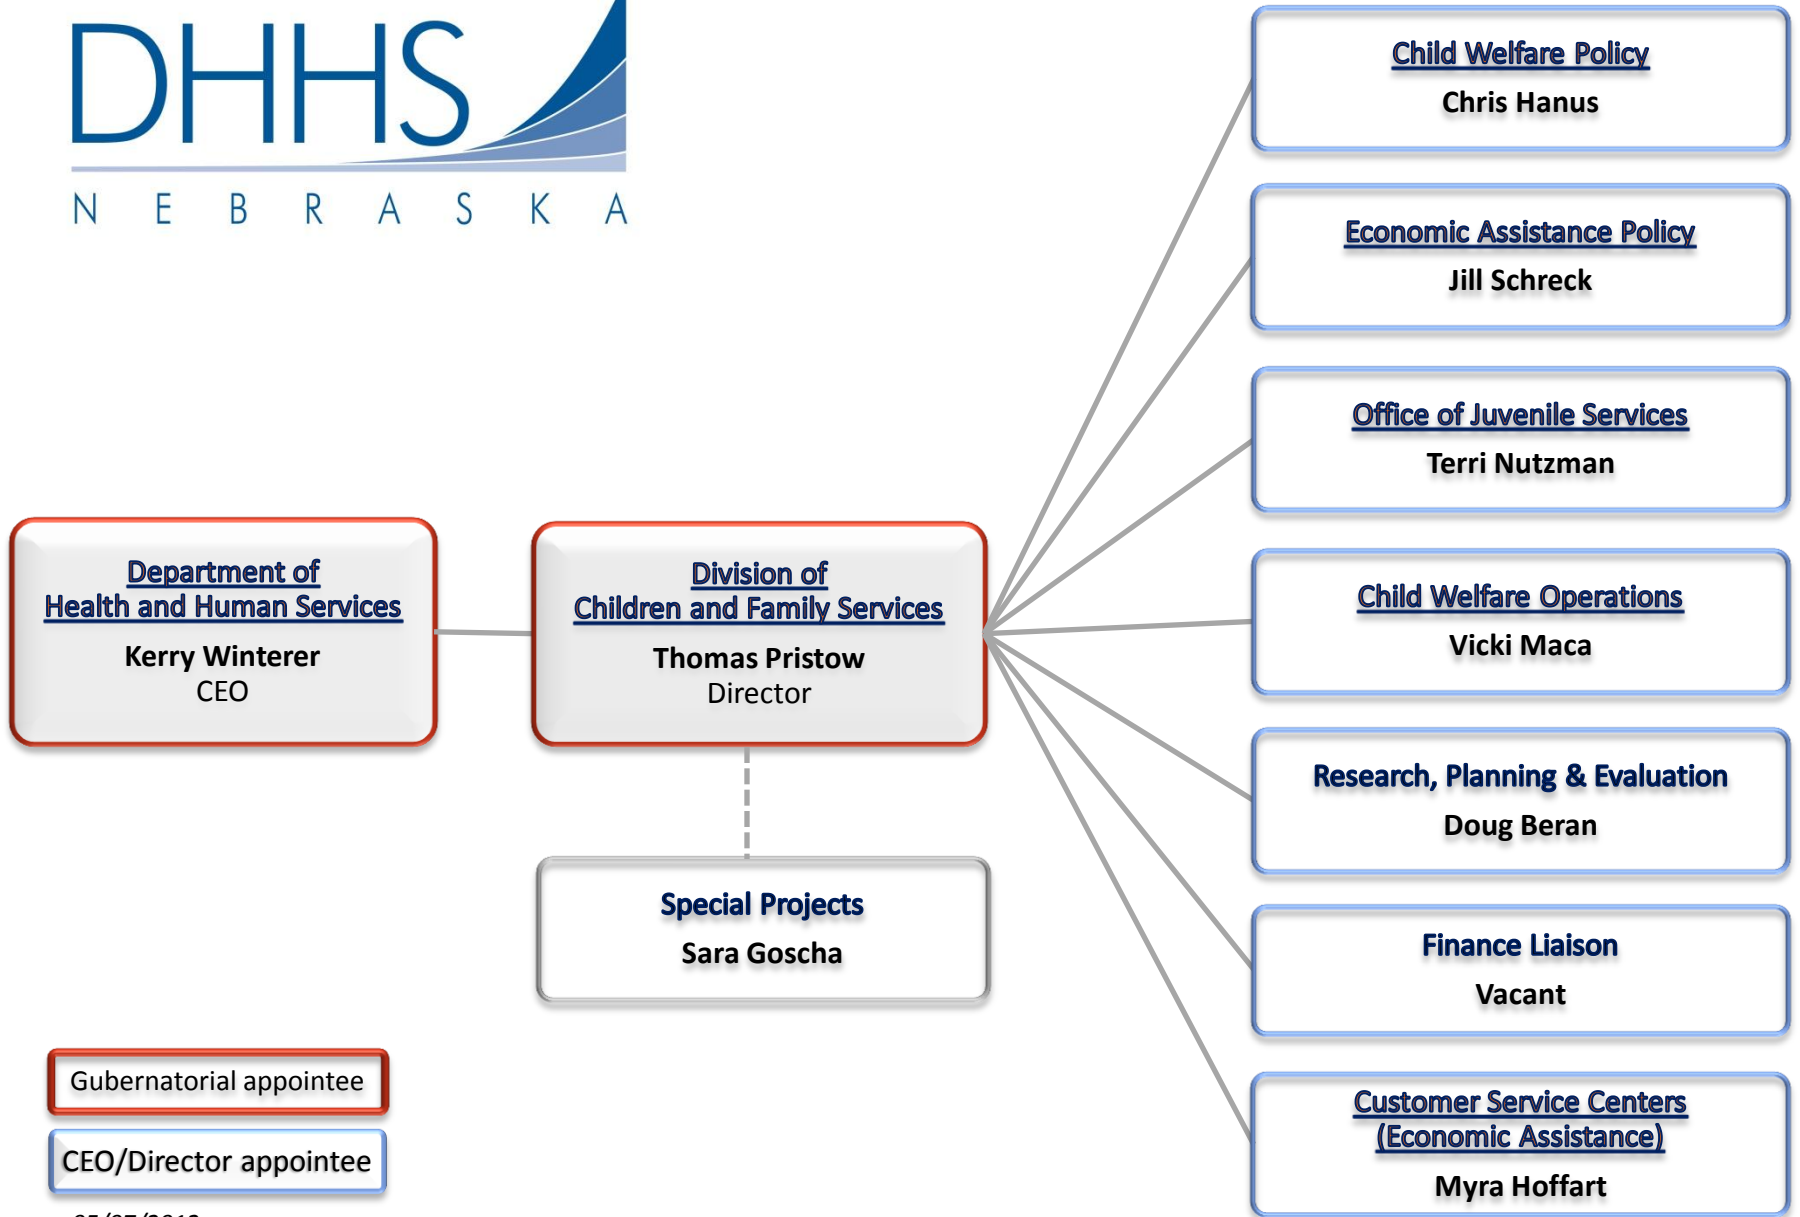 DHHS
NEBRASKA
Child Welfare Policy
Chris Hanus
Economic Assistance Policy
Jill Schreck
Office of Juvenile Services
Terri Nutzman
Department of
Health and Human Services
Kerry Winterer
CEO
Division of
Children and Family Services
Thomas Pristow
Director
Child Welfare Operations
Vicki Maca
Research, Planning & Evaluation
Doug Beran
Special Projects
Sara Goscha
Finance Liaison
Vacant
Customer Service Centers
(Economic Assistance)
Myra Hoffart
Gubernatorial appointee
CEO/Director appointee